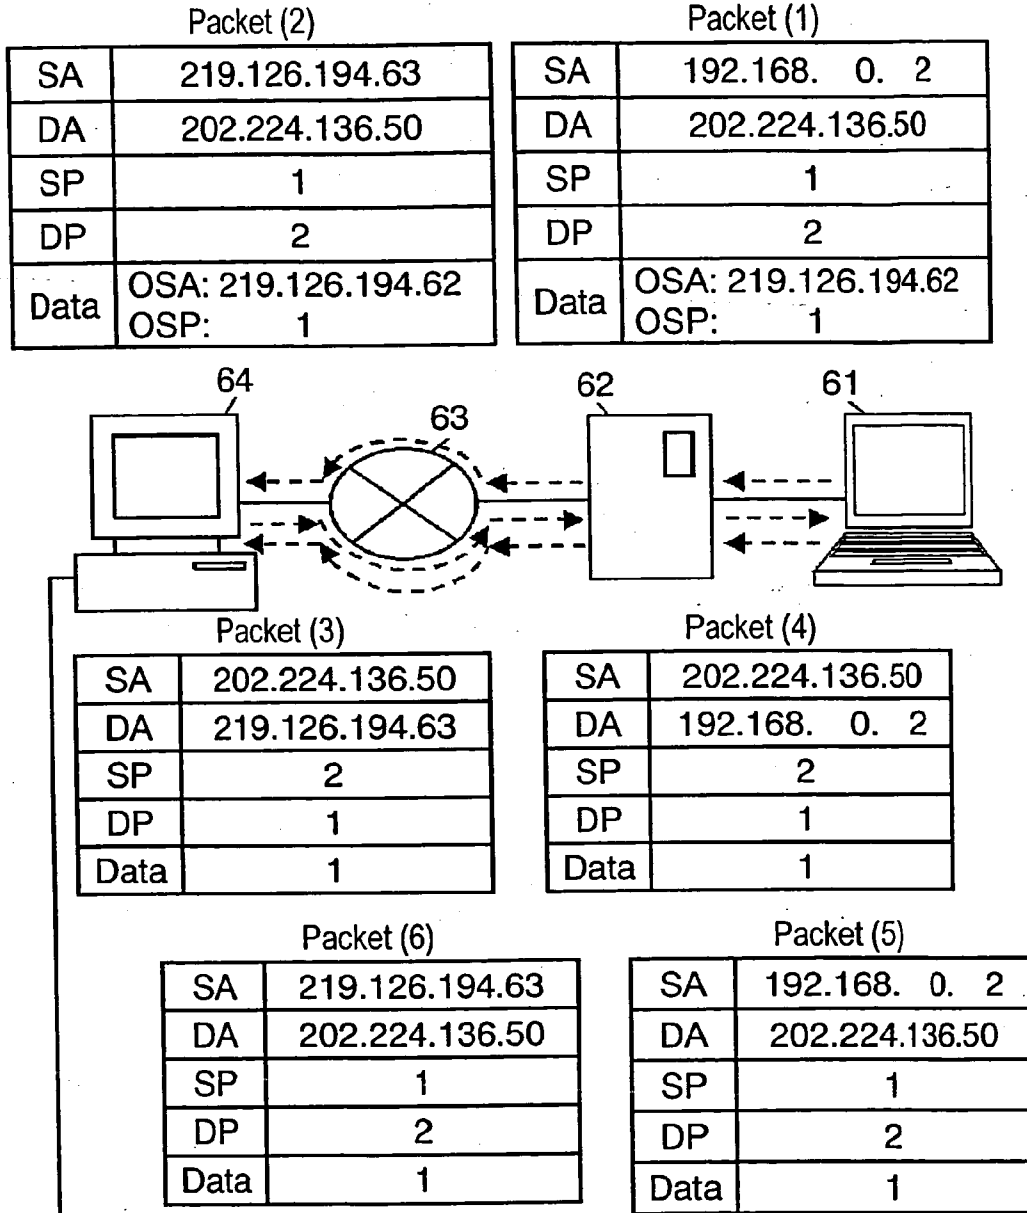 Packet (2)
SA 219.126.194.63
DA 202.224.136.50
SP 1
DP 2
Data OSA: 219.126.194.62
OSP: 1
Packet (1)
SA 192.168. 0. 2
DA 202.224.136.50
SP 1
DP 2
Data OSA: 219.126.194.62
OSP: 1
64
63
62
61
Packet (3)
SA 202.224.136.50
DA 219.126.194.63
SP 2
DP 1
Data 1
Packet (4)
SA 202.224.136.50
DA 192.168. 0. 2
SP 2
DP 1
Data 1
Packet (6)
SA 219.126.194.63
DA 202.224.136.50
SP 1
DP 2
Data 1
Packet (5)
SA 192.168. 0. 2
DA 202.224.136.50
SP 1
DP 2
Data 1